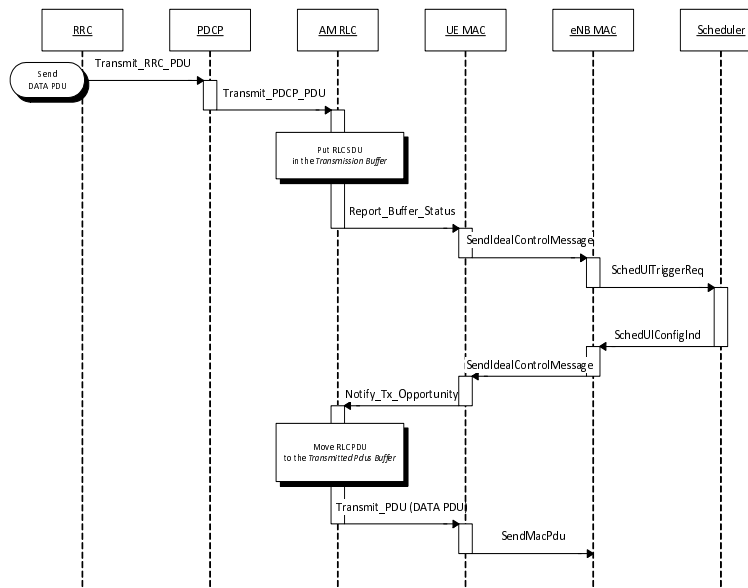 RRC
PDCP
AM RLC
UE MAC
eNB MAC
Scheduler
Send
DATA PDU
Transmit_RRC_PDU
Transmit_PDCP_PDU
Put RLC SDU
in the Transmission Buffer
Report_Buffer_Status
SendIdealControlMessage
SchedUlTriggerReq
SchedUlConfigInd
SendIdealControlMessage
Notify_Tx_Opportunity
Move RLC PDU
to the Transmitted Pdus Buffer
Transmit_PDU (DATA PDU)
SendMacPdu